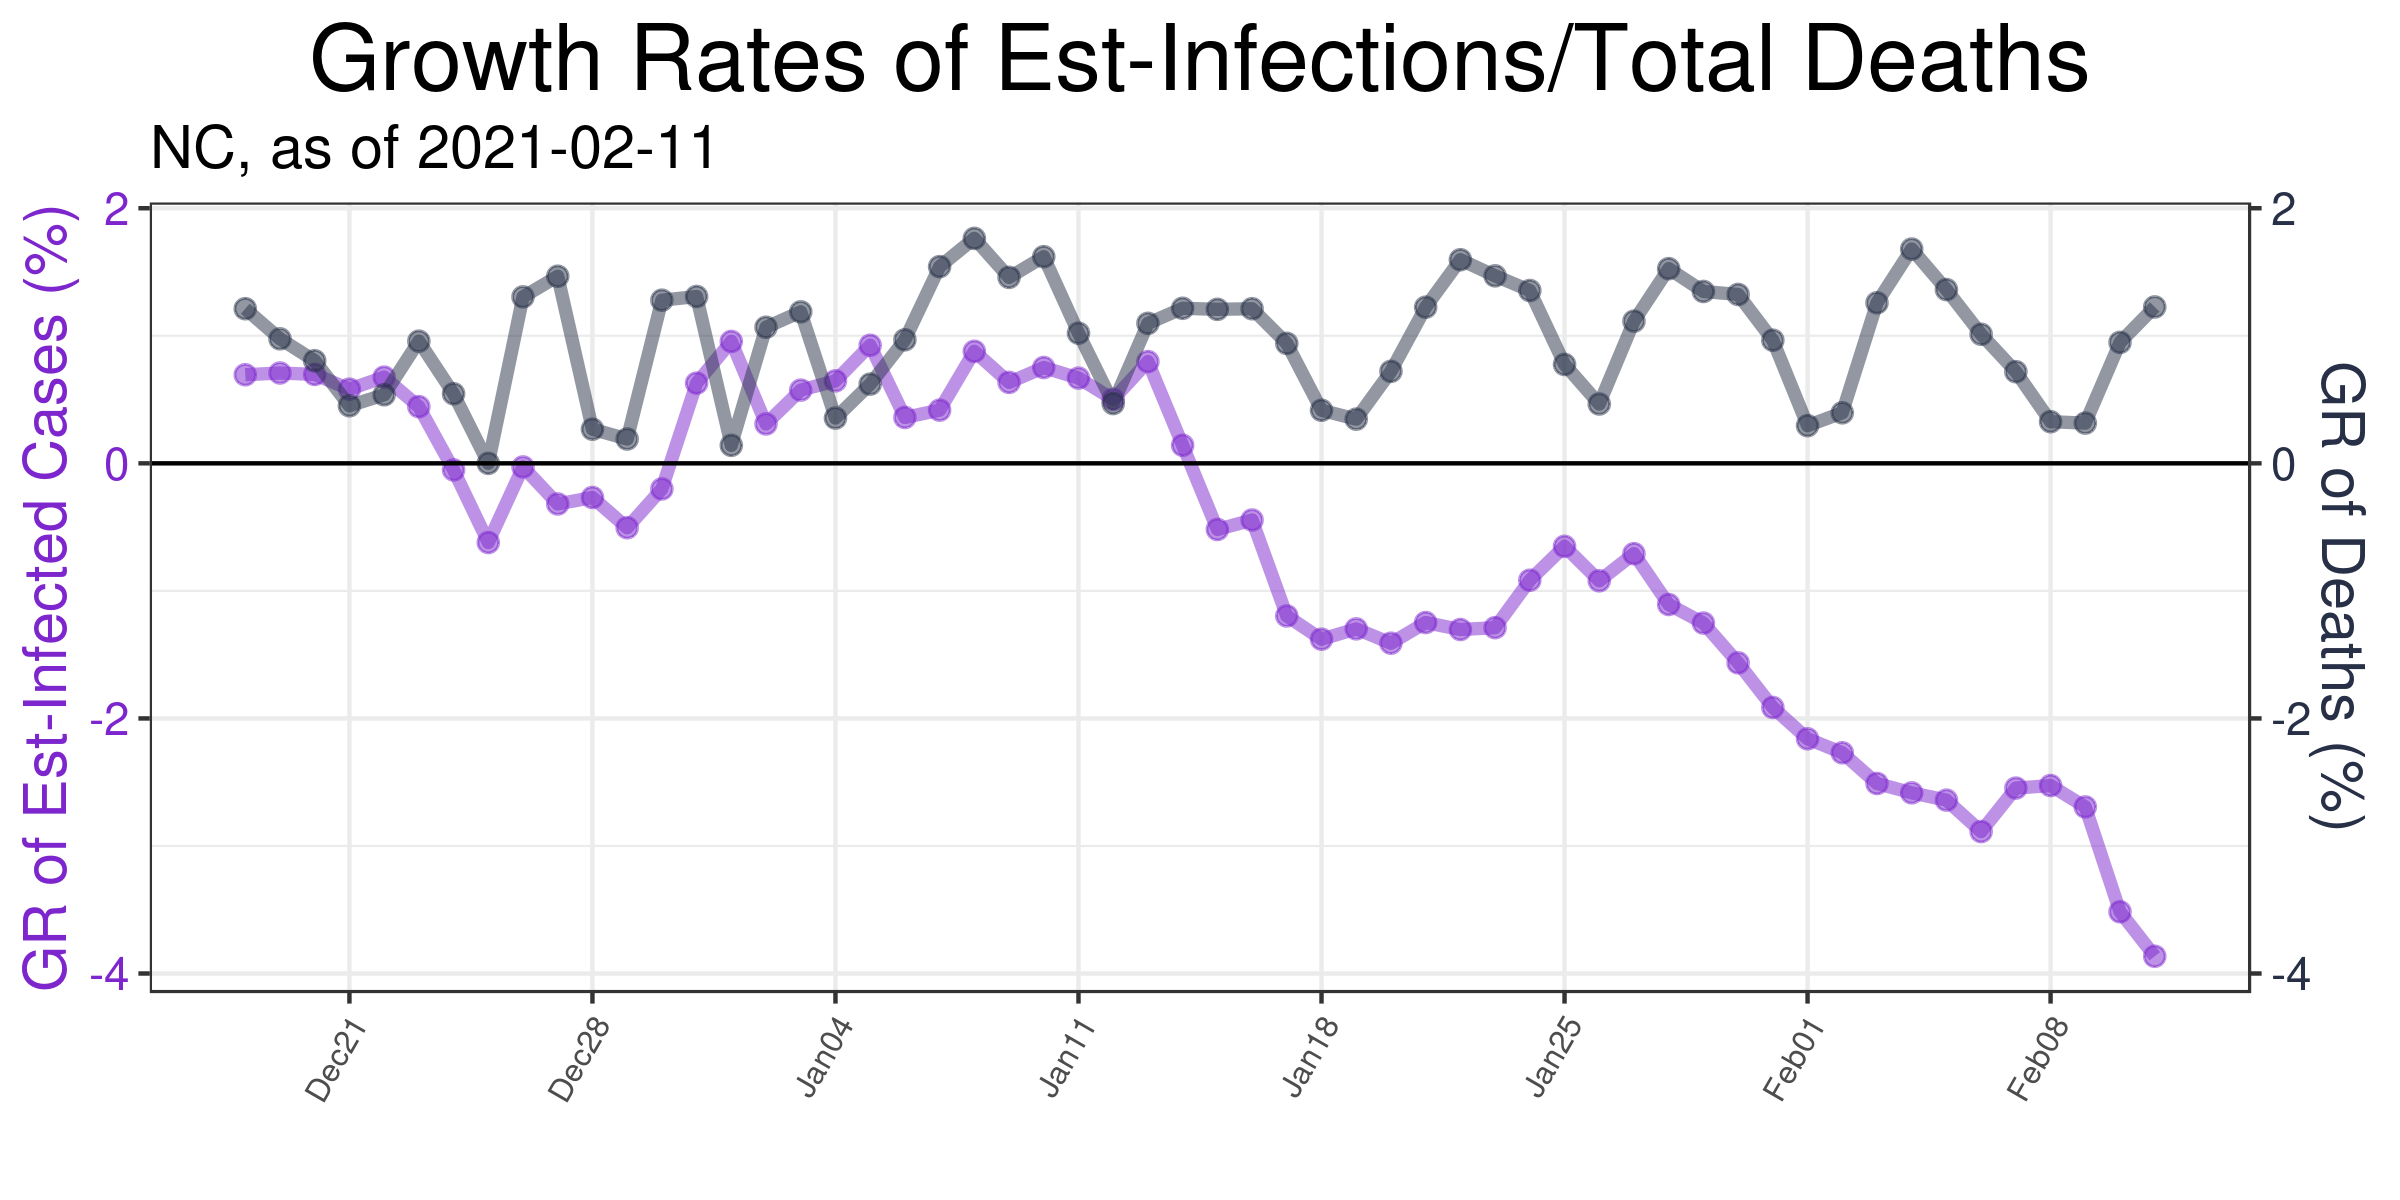 Growth Rates of Est-Infections/Total Deaths
NC, as of 2021-02-11
GR of Est-Infected Cases (%)
2
0
-2
-4
2
0
-2
-4
GR of Deaths (%)
Dec21
Dec28
Jan04
Jan11
Jan18
Jan25
Feb01
Feb08